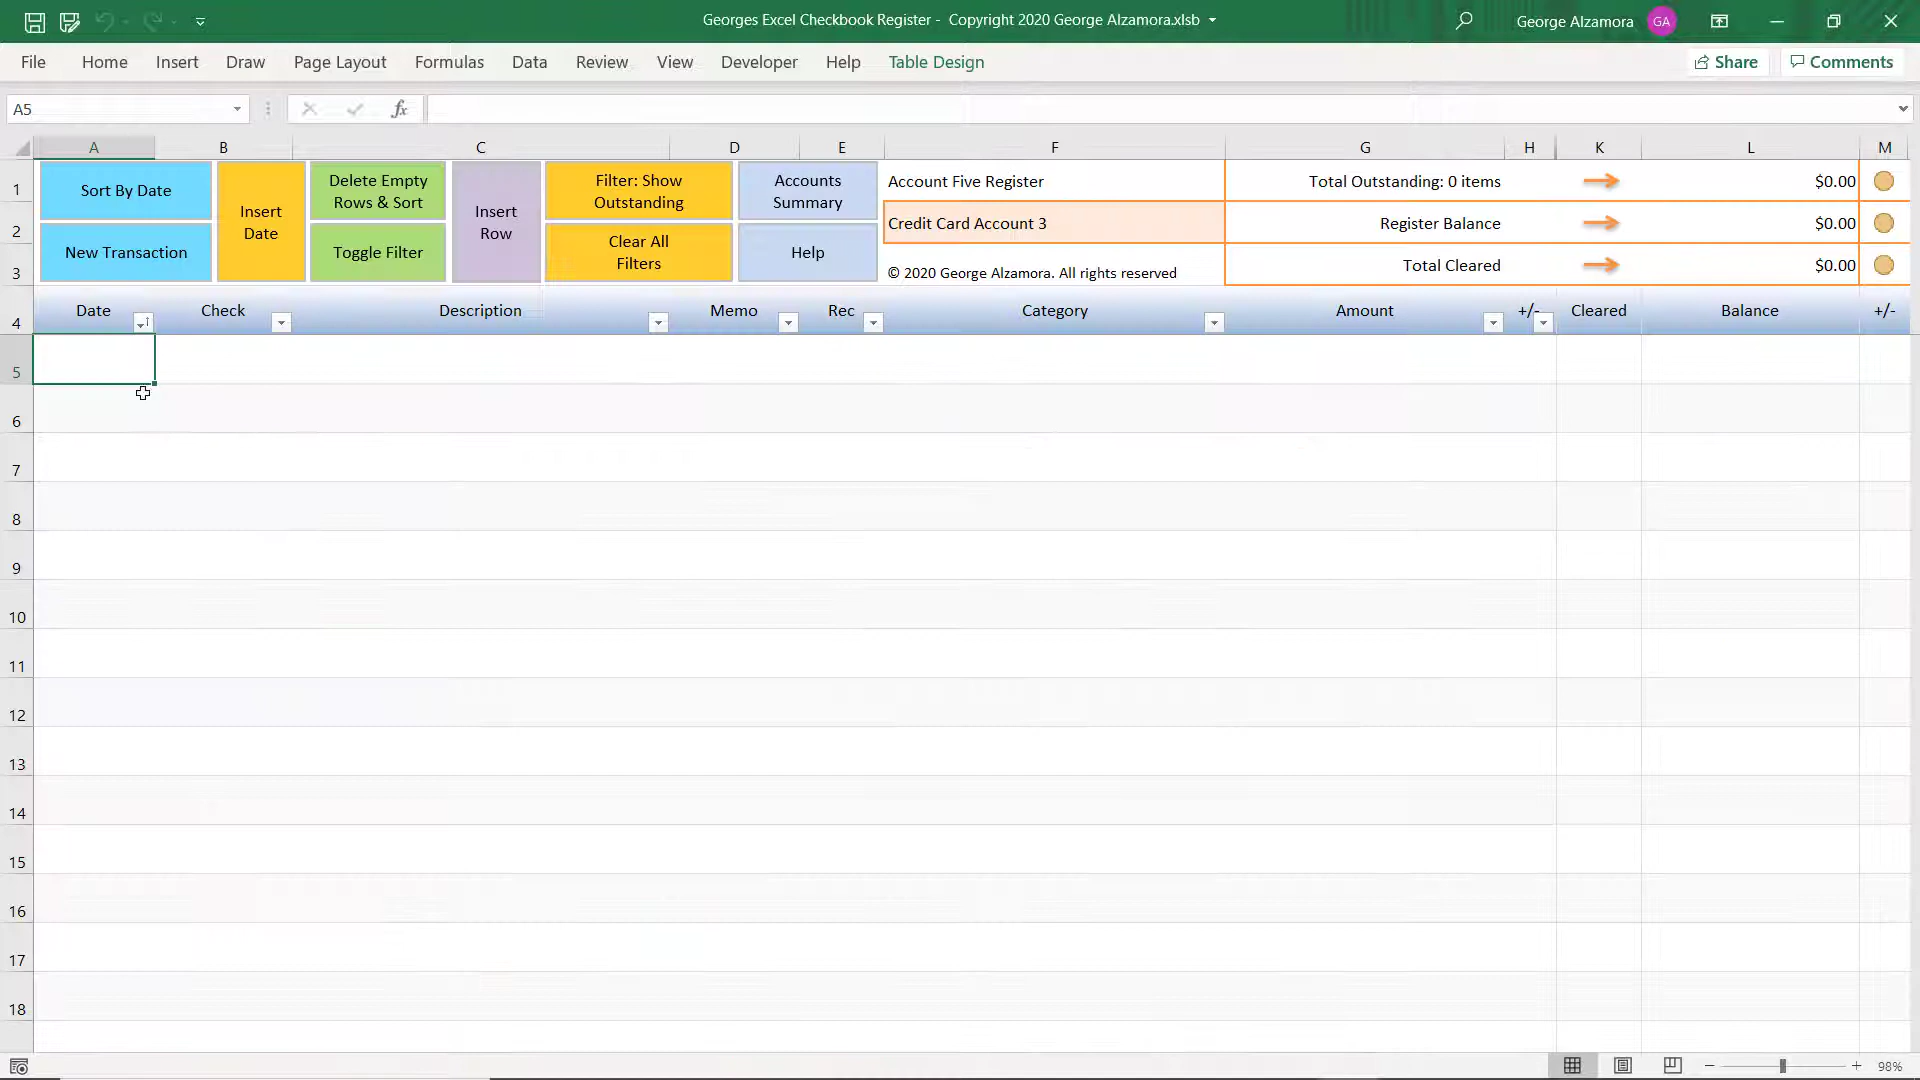 Georges Excel Checkbook Register -  Copyright 2020 George Alzamora.xlsb
George Alzamora
GA
File
Home
Insert
Draw
Page Layout
Formulas
Data
Review
View
Developer
Help
Table Design
Share
Comments
A5
fx
A
B
C
D
E
F
G
H
K
L
M
1
2
3
Sort By Date
New Transaction
Insert
Date
Delete Empty
Rows & Sort
Toggle Filter
Insert
Row
Filter: Show
Outstanding
Clear All
Filters
Accounts
Summary
Help
Account Five Register
Credit Card Account 3
© 2020 George Alzamora. All rights reserved
Total Outstanding: 0 items
$0.00
Register Balance
$0.00
Total Cleared
$0.00
4
Date
Check
Description
Memo
Rec
Category
Amount
+/-
Cleared
Balance
+/-
5
6
7
8
9
10
11
12
13
14
15
16
17
18
98%